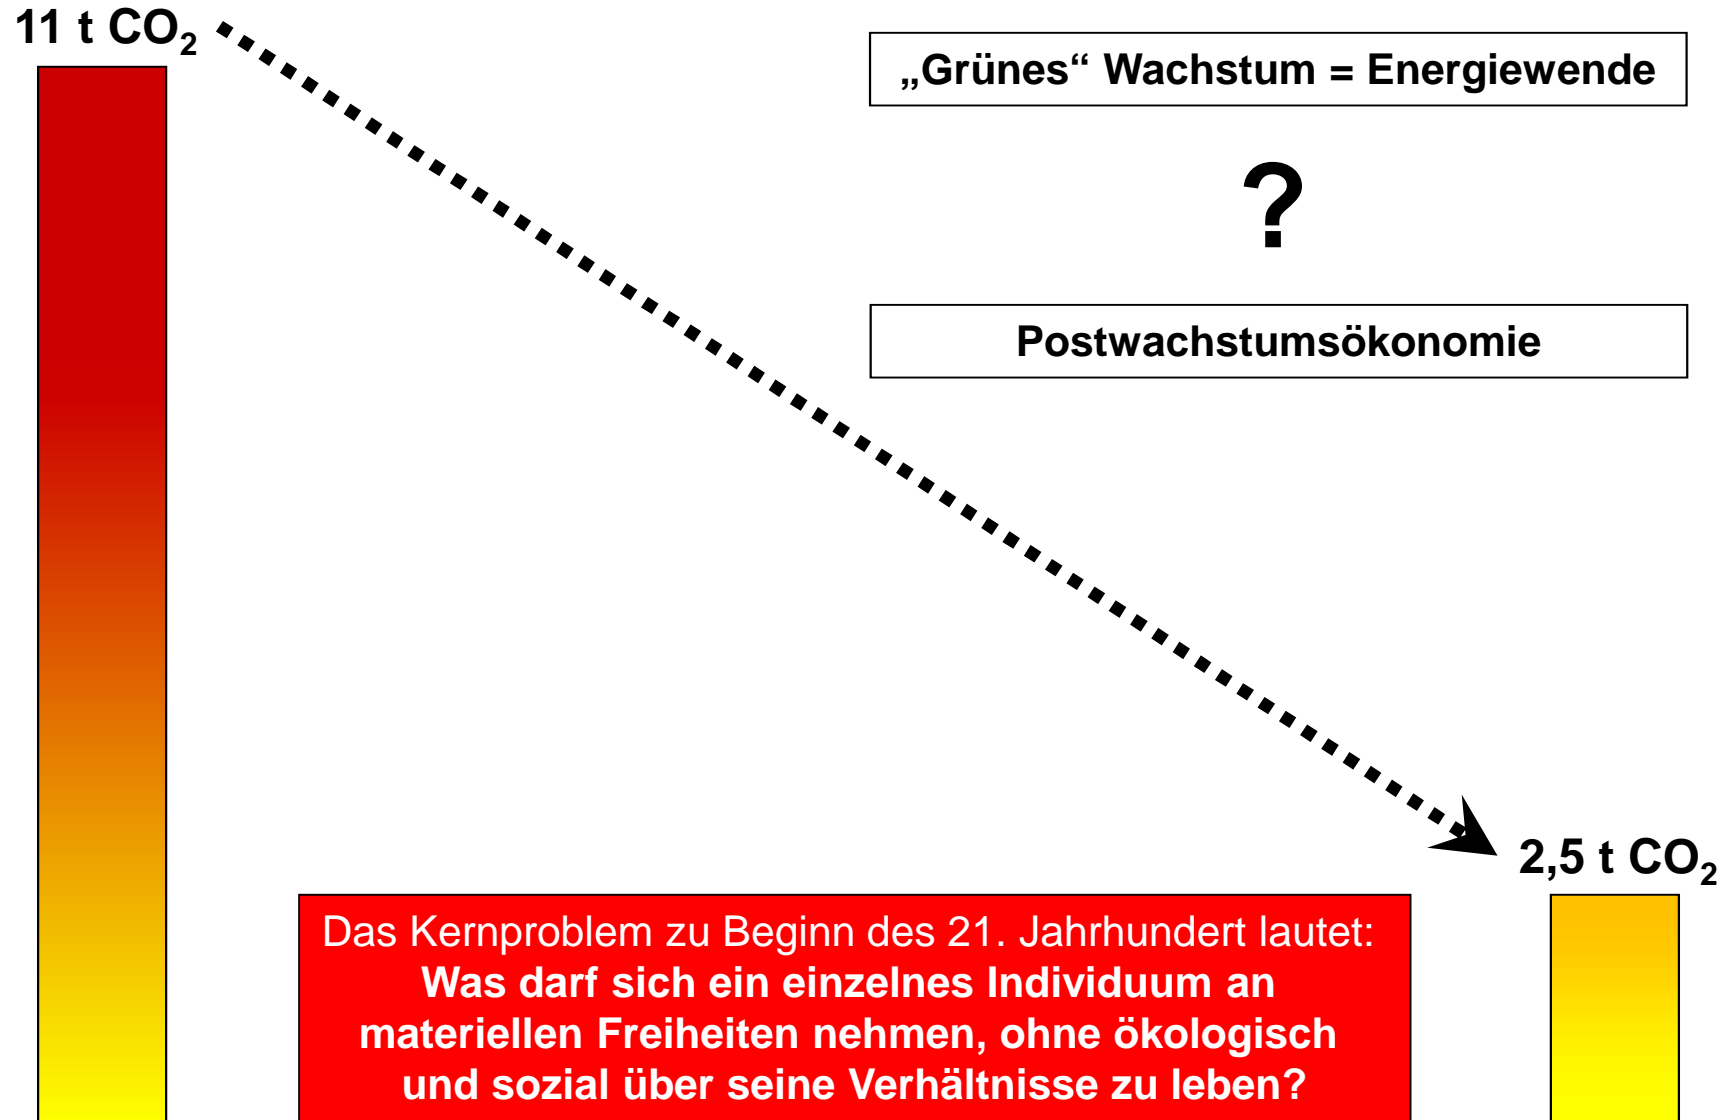 11 t CO₂
„Grünes“ Wachstum = Energiewende
?
Postwachstumsökonomie
2,5 t CO₂
Das Kernproblem zu Beginn des 21. Jahrhundert lautet:
Was darf sich ein einzelnes Individuum an
materiellen Freiheiten nehmen, ohne ökologisch
und sozial über seine Verhältnisse zu leben?